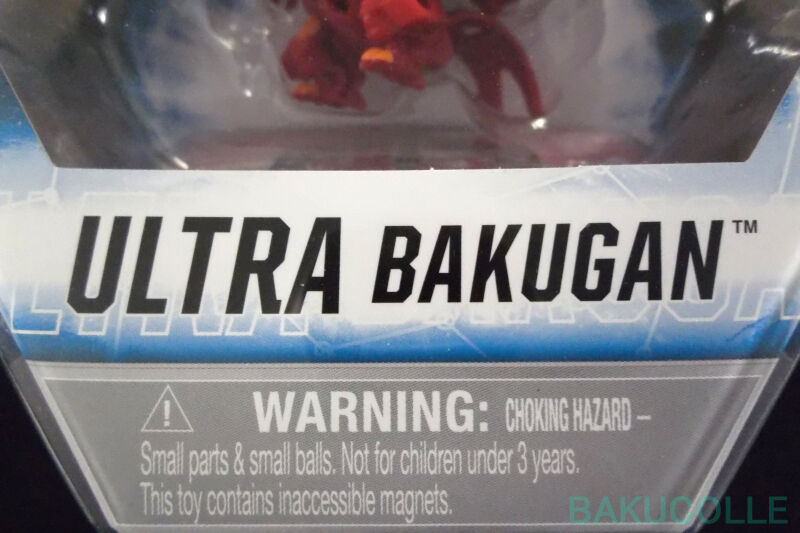 ULTRA BAKUGAN™
WARNING: CHOKING HAZARD –
Small parts & small balls. Not for children under 3 years.
This toy contains inaccessible magnets.
BAKUCOLLE